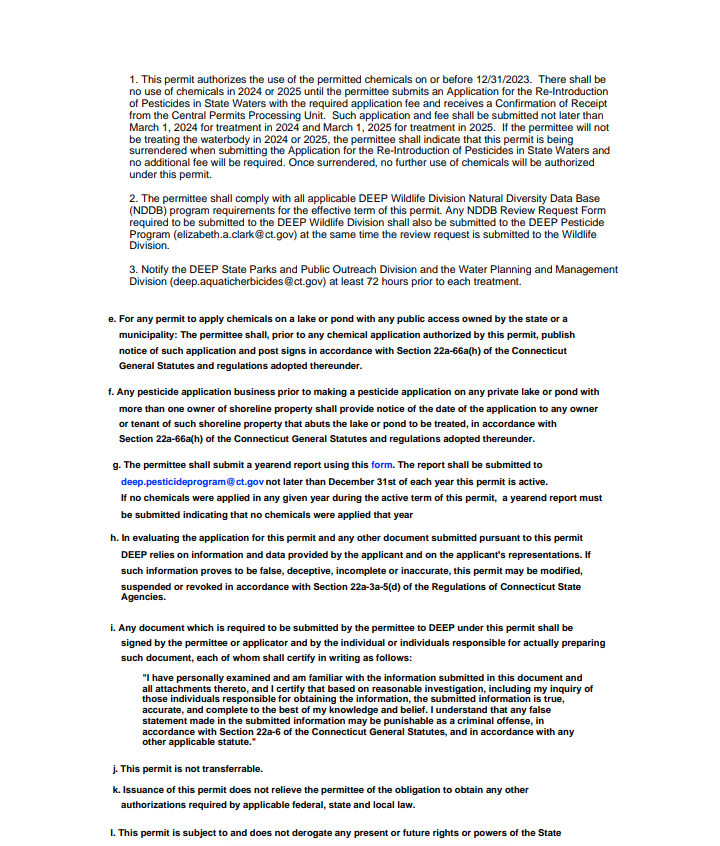 1. This permit authorizes the use of the permitted chemicals on or before 12/31/2023.  There shall be
no use of chemicals in 2024 or 2025 until the permittee submits an Application for the Re-Introduction
of Pesticides in State Waters with the required application fee and receives a Confirmation of Receipt
from the Central Permits Processing Unit.  Such application and fee shall be submitted not later than
March 1, 2024 for treatment in 2024 and March 1, 2025 for treatment in 2025.  If the permittee will not
be treating the waterbody in 2024 or 2025, the permittee shall indicate that this permit is being
surrendered when submitting the Application for the Re-Introduction of Pesticides in State Waters and
no additional fee will be required. Once surrendered, no further use of chemicals will be authorized
under this permit.
2. The permittee shall comply with all applicable DEEP Wildlife Division Natural Diversity Data Base
(NDDB) program requirements for the effective term of this permit. Any NDDB Review Request Form
required to be submitted to the DEEP Wildlife Division shall also be submitted to the DEEP Pesticide
Program (elizabeth.a.clark@ct.gov) at the same time the review request is submitted to the Wildlife
Division.
3. Notify the DEEP State Parks and Public Outreach Division and the Water Planning and Management
Division (deep.aquaticherbicides@ct.gov) at least 72 hours prior to each treatment.
e. For any permit to apply chemicals on a lake or pond with any public access owned by the state or a
municipality: The permittee shall, prior to any chemical application authorized by this permit, publish
notice of such application and post signs in accordance with Section 22a-66a(h) of the Connecticut
General Statutes and regulations adopted thereunder.
f. Any pesticide application business prior to making a pesticide application on any private lake or pond with
more than one owner of shoreline property shall provide notice of the date of the application to any owner
or tenant of such shoreline property that abuts the lake or pond to be treated, in accordance with
Section 22a-66a(h) of the Connecticut General Statutes and regulations adopted thereunder.
g. The permittee shall submit a yearend report using this form. The report shall be submitted to
deep.pesticideprogram@ct.gov not later than December 31st of each year this permit is active.
If no chemicals were applied in any given year during the active term of this permit,  a yearend report must
be submitted indicating that no chemicals were applied that year
h. In evaluating the application for this permit and any other document submitted pursuant to this permit
DEEP relies on information and data provided by the applicant and on the applicant's representations. If
such information proves to be false, deceptive, incomplete or inaccurate, this permit may be modified,
suspended or revoked in accordance with Section 22a-3a-5(d) of the Regulations of Connecticut State
Agencies.
i. Any document which is required to be submitted by the permittee to DEEP under this permit shall be
signed by the permittee or applicator and by the individual or individuals responsible for actually preparing
such document, each of whom shall certify in writing as follows:
"I have personally examined and am familiar with the information submitted in this document and
all attachments thereto, and I certify that based on reasonable investigation, including my inquiry of
those individuals responsible for obtaining the information, the submitted information is true,
accurate, and complete to the best of my knowledge and belief. I understand that any false
statement made in the submitted information may be punishable as a criminal offense, in
accordance with Section 22a-6 of the Connecticut General Statutes, and in accordance with any
other applicable statute."
j. This permit is not transferrable.
k. Issuance of this permit does not relieve the permittee of the obligation to obtain any other
authorizations required by applicable federal, state and local law.
l. This permit is subject to and does not derogate any present or future rights or powers of the State